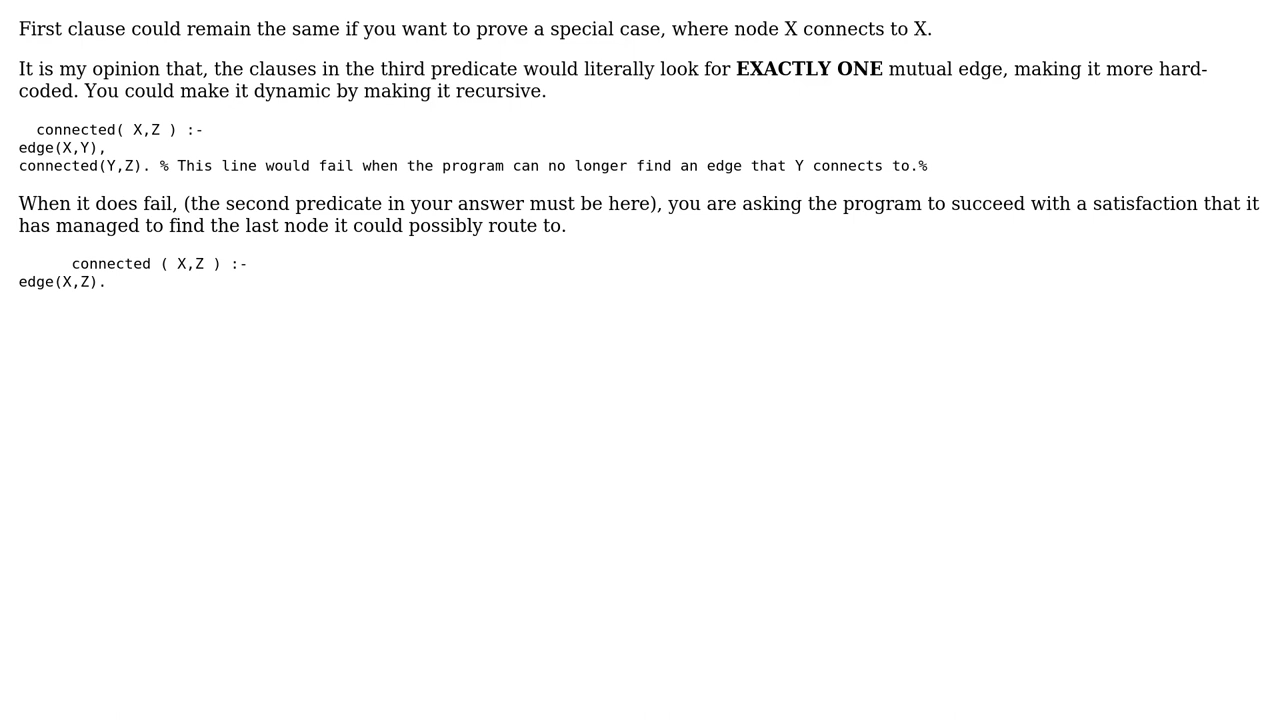 First clause could remain the same if you want to prove a special case, where node X connects to X.
It is my opinion that, the clauses in the third predicate would literally look for EXACTLY ONE mutual edge, making it more hard-
coded. You could make it dynamic by making it recursive.
connected( X,Z ) :-
edge(X,Y),
connected(Y,Z). % This line would fail when the program can no longer find an edge that Y connects to.%
When it does fail, (the second predicate in your answer must be here), you are asking the program to succeed with a satisfaction that it
has managed to find the last node it could possibly route to.
connected ( X,Z ) :-
edge(X,Z).